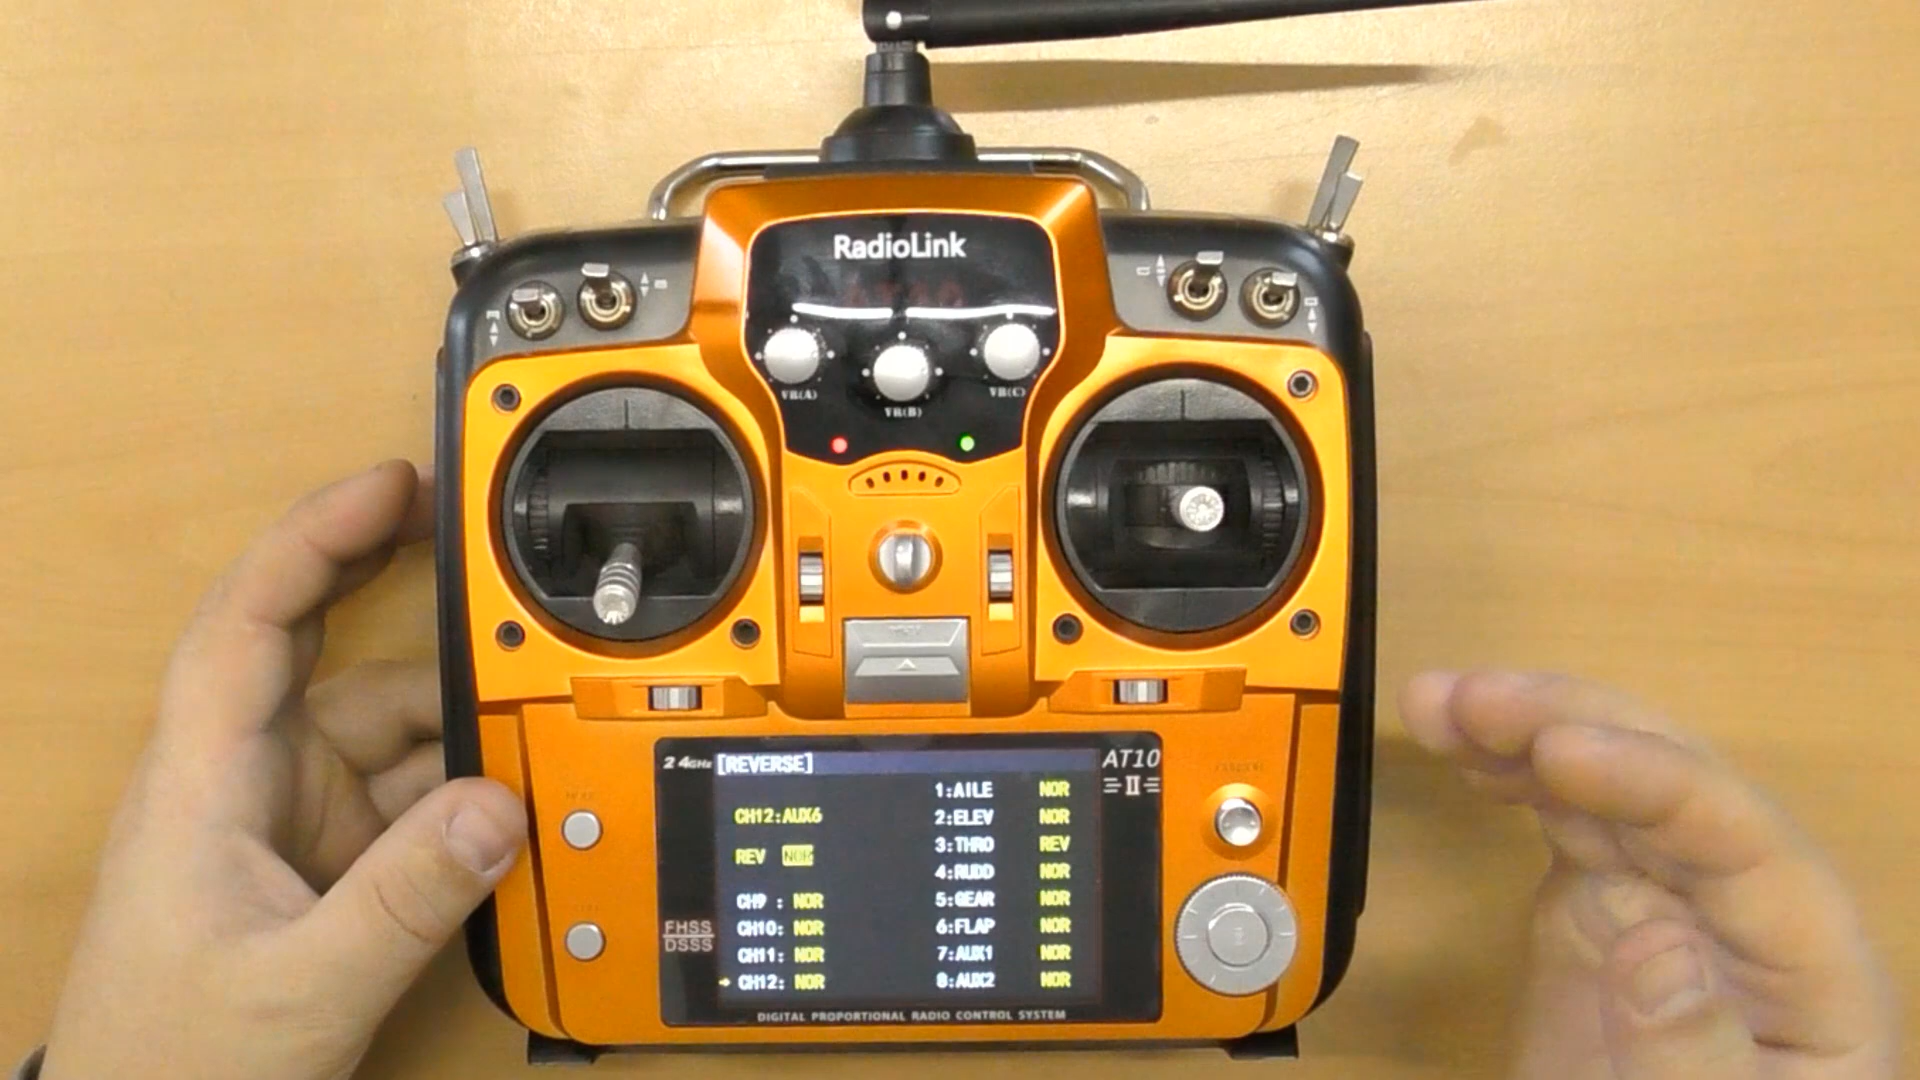 RadioLink
VR(A)
VR(B)
VR(C)
2 4GHz
[REVERSE]
AT10
II
CH12:AUX6
REV NOR
CH9 : NOR
CH10: NOR
CH11: NOR
CH12: NOR
1:AILE NOR
2:ELEV NOR
3:THRO REV
4:RUDD NOR
5:GEAR NOR
6:FLAP NOR
7:AUX1 NOR
8:AUX2 NOR
FHSS
DSSS
DIGITAL PROPORTIONAL RADIO CONTROL SYSTEM